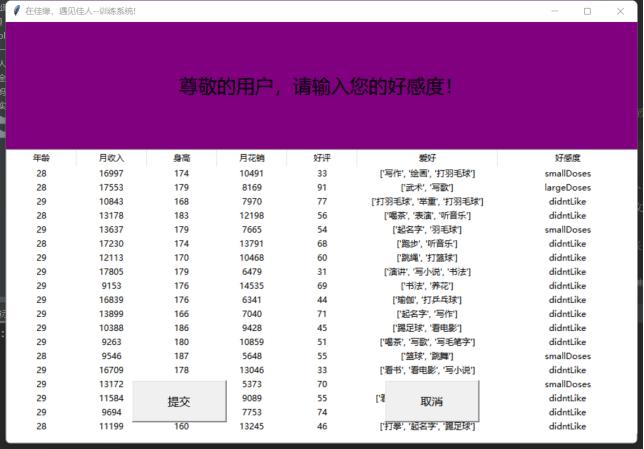 在佳缘，遇见佳人--训练系统!
尊敬的用户，请输入您的好感度！
年龄 月收入 身高 月花销 好评 爱好 好感度
28 16997 174 10491 33 ['写作', '绘画', '打羽毛球'] smallDoses
28 17553 179 8169 91 ['武术', '写歌'] largeDoses
29 10843 168 7970 77 ['打羽毛球', '举重', '打羽毛球'] didntLike
28 13178 183 12198 56 ['喝茶', '表演', '听音乐'] didntLike
29 13637 179 7665 54 ['起名字', '羽毛球'] smallDoses
28 17230 174 13791 68 ['跑步', '听音乐'] didntLike
29 12113 170 10468 60 ['跳绳', '打篮球'] didntLike
28 17805 179 6479 31 ['演讲', '写小说', '书法'] didntLike
29 9153 176 14535 69 ['书法', '养花'] didntLike
28 16839 176 6341 44 ['瑜伽', '打乒乓球'] didntLike
29 13899 166 7040 71 ['起名字', '写作'] didntLike
29 10388 186 9428 45 ['踢足球', '看电影'] didntLike
29 9263 180 10859 51 ['喝茶', '写歌', '写毛笔字'] didntLike
28 9546 187 5648 55 ['篮球', '跳舞'] smallDoses
28 16709 178 13046 33 ['看书', '看电影', '写小说'] didntLike
29 13172 5373 70 smallDoses
29 11584 9089 55 didntLike
29 9694 7753 74 didntLike
28 11199 160 13245 46 ['打拳', '起名字', '踢足球'] didntLike
提交 取消